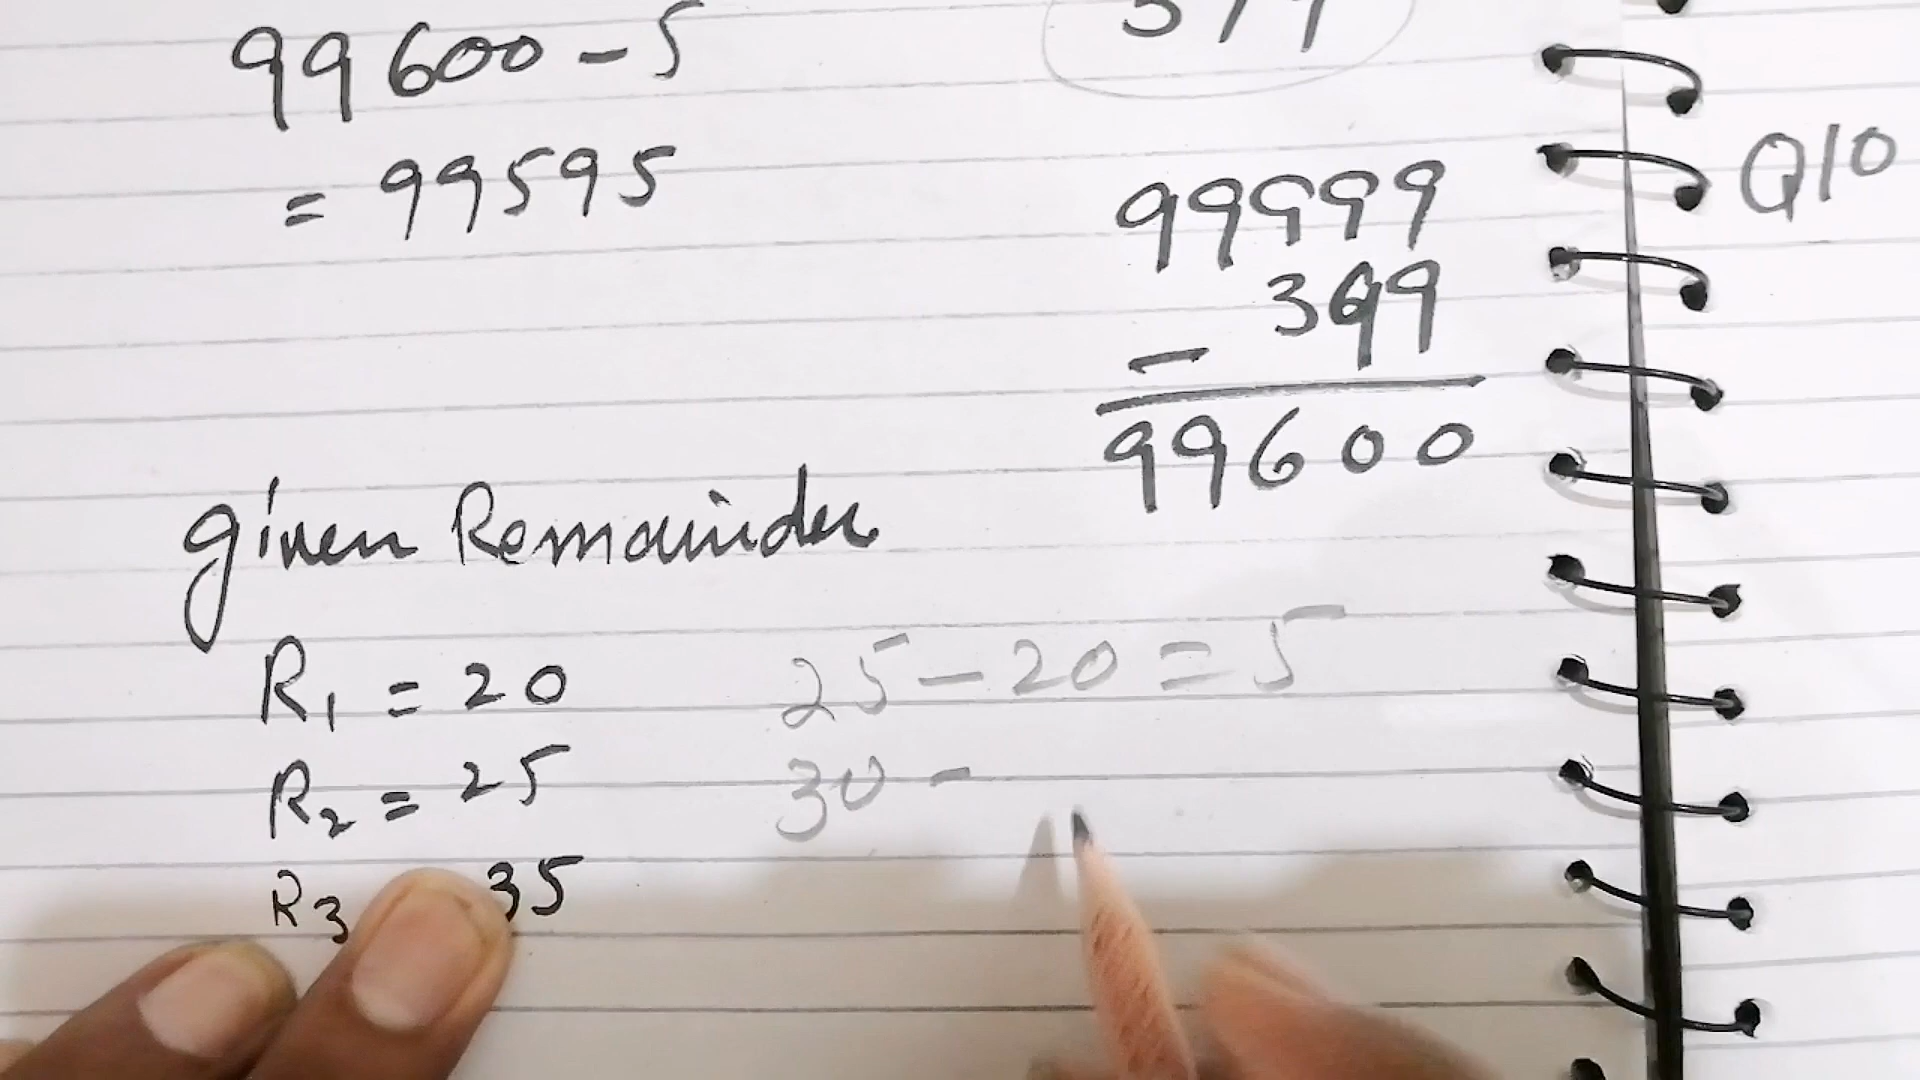 99600 - 5
= 99595
399
99999
399
-
99600
Q10
given Remainder
R1 = 20
25 - 20 = 5
R2 = 25
30 -
R3 35